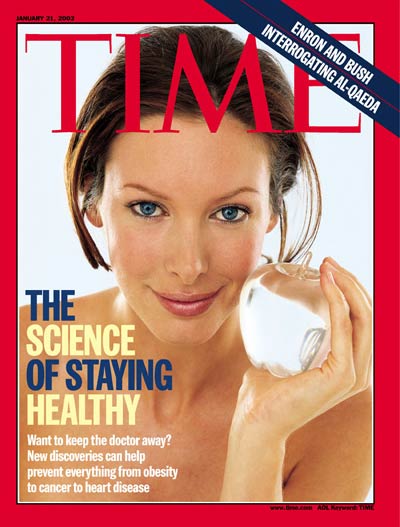 JANUARY 21, 2002
ENRON AND BUSH
INTERROGATING AL-QAEDA
TIME
THE
SCIENCE
OF STAYING
HEALTHY
Want to keep the doctor away?
New discoveries can help
prevent everything from obesity
to cancer to heart disease
www.time.com AOL Keyword: TIME